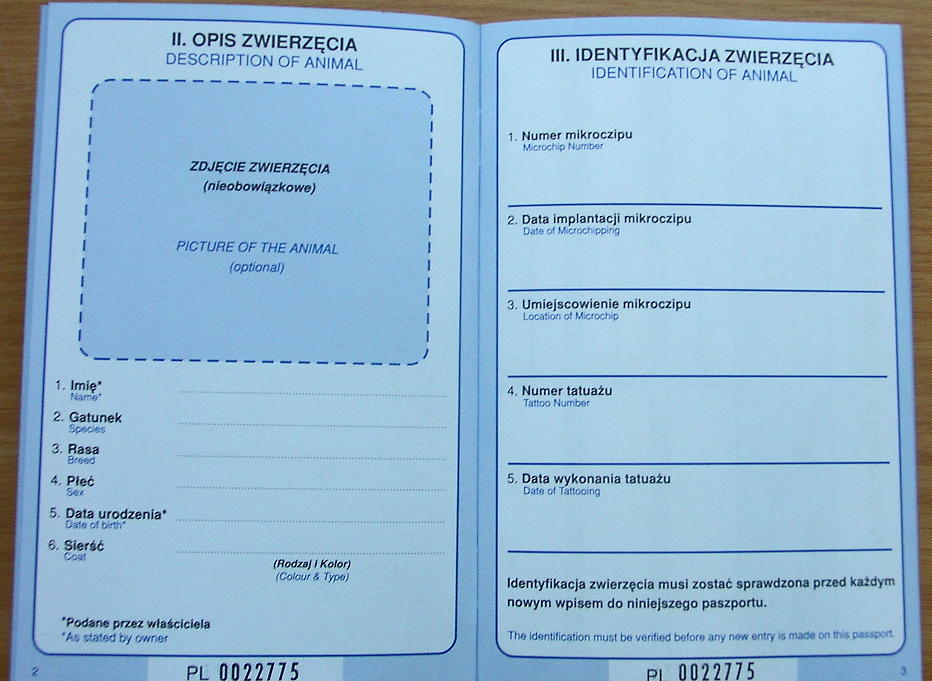 II. OPIS ZWIERZĘCIA
DESCRIPTION OF ANIMAL
ZDJĘCIE ZWIERZĘCIA
(nieobowiązkowe)
PICTURE OF THE ANIMAL
(optional)
1. Imię*
Name*
2. Gatunek
Species
3. Rasa
Breed
4. Płeć
Sex
5. Data urodzenia*
Date of birth*
6. Sierść
Coat
(Rodzaj i Kolor)
(Colour & Type)
*Podane przez właściciela
*As stated by owner
2
PL 0022775
III. IDENTYFIKACJA ZWIERZĘCIA
IDENTIFICATION OF ANIMAL
1. Numer mikroczipu
Microchip Number
2. Data implantacji mikroczipu
Date of Microchipping
3. Umiejscowienie mikroczipu
Location of Microchip
4. Numer tatuażu
Tattoo Number
5. Data wykonania tatuażu
Date of Tattooing
Identyfikacja zwierzęcia musi zostać sprawdzona przed każdym
nowym wpisem do niniejszego paszportu.
The identification must be verified before any new entry is made on this passport.
PL 0022775
3